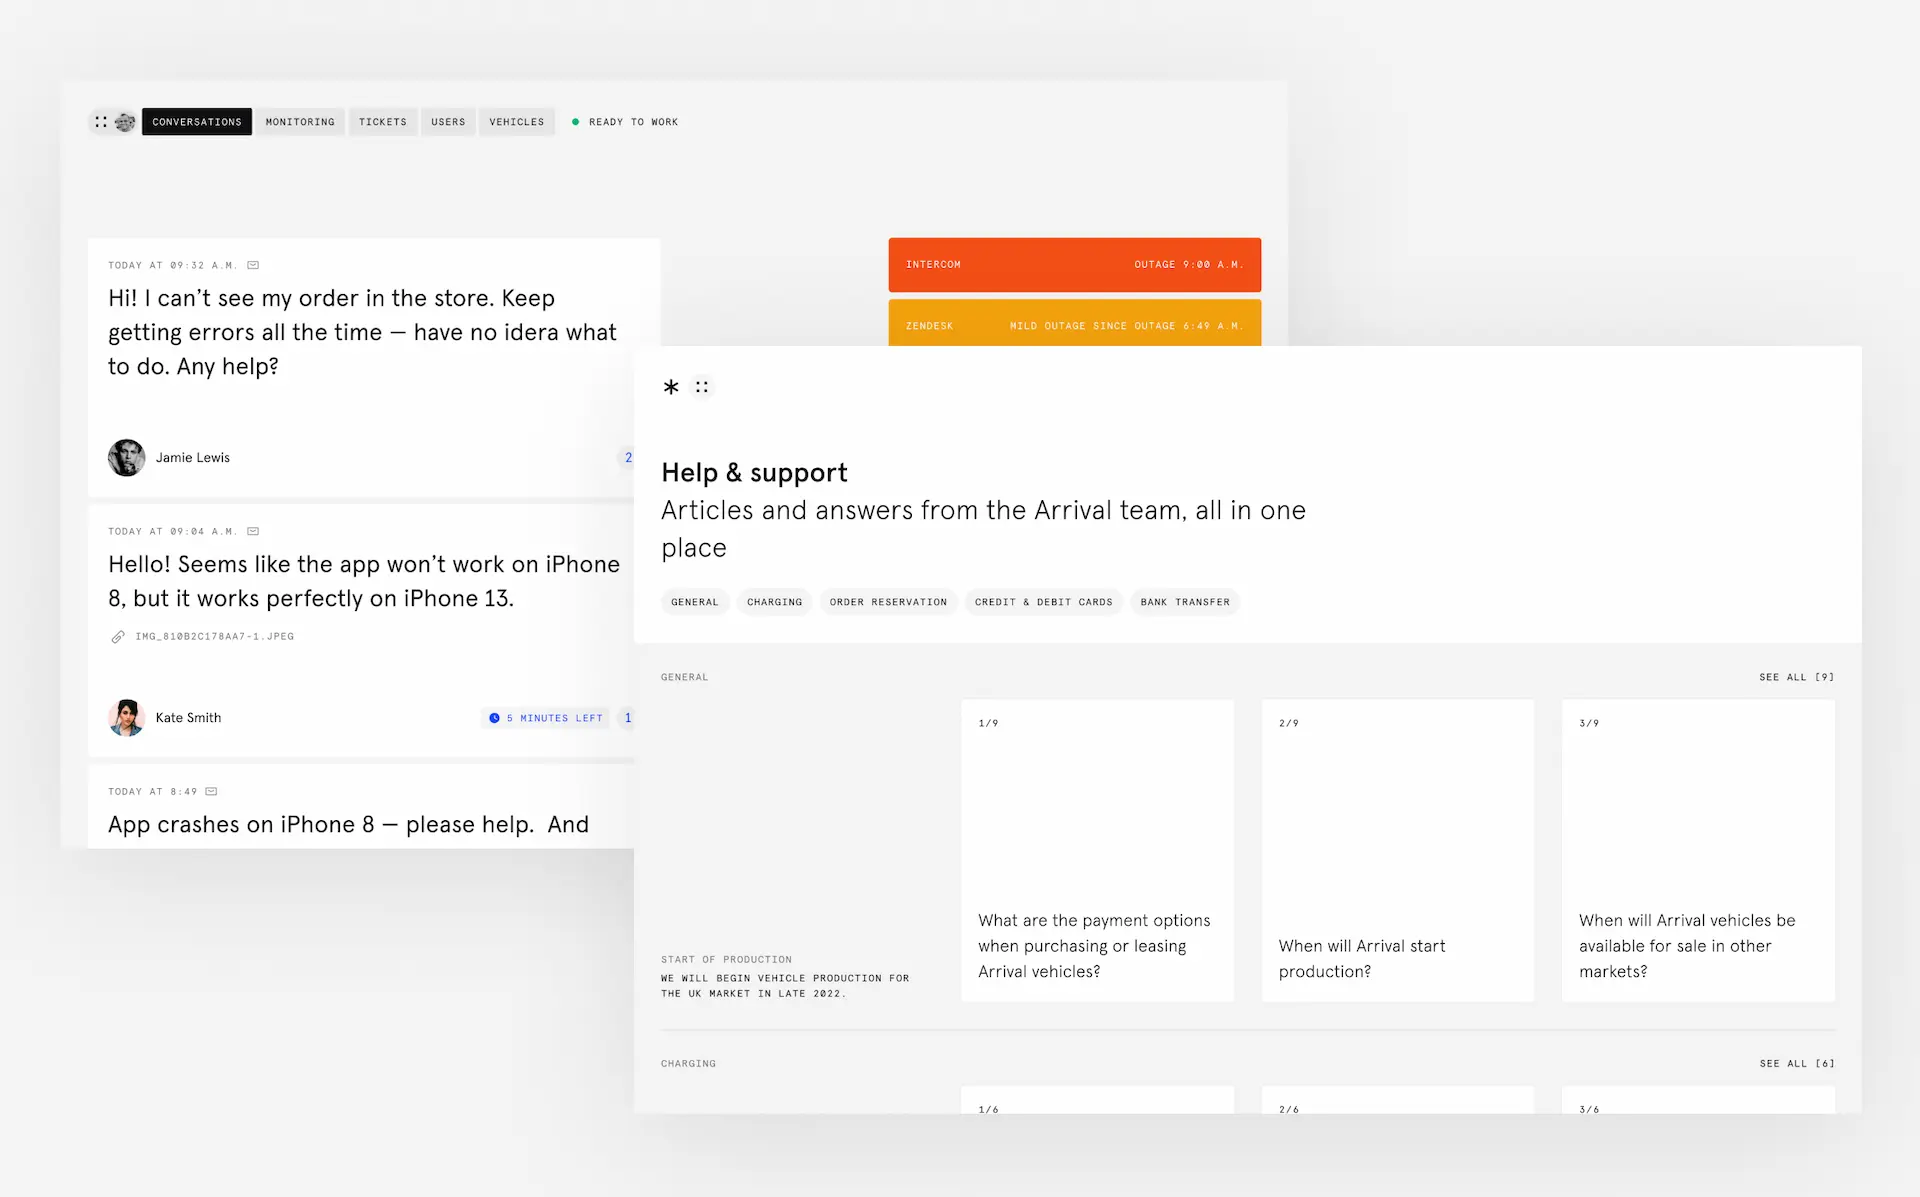 CONVERSATIONS
MONITORING
TICKETS
USERS
VEHICLES
READY TO WORK
TODAY AT 09:32 A.M.
Hi! I can’t see my order in the store. Keep
getting errors all the time — have no idera what
to do. Any help?
Jamie Lewis
2
TODAY AT 09:04 A.M.
Hello! Seems like the app won’t work on iPhone
8, but it works perfectly on iPhone 13.
IMG_810B2C178AA7-1.JPEG
Kate Smith
5 MINUTES LEFT
1
TODAY AT 8:49
App crashes on iPhone 8 — please help. And
INTERCOM
OUTAGE 9:00 A.M.
ZENDESK
MILD OUTAGE SINCE OUTAGE 6:49 A.M.
Help & support
Articles and answers from the Arrival team, all in one
place
GENERAL
CHARGING
ORDER RESERVATION
CREDIT & DEBIT CARDS
BANK TRANSFER
GENERAL
SEE ALL [9]
START OF PRODUCTION
WE WILL BEGIN VEHICLE PRODUCTION FOR
THE UK MARKET IN LATE 2022.
1/9
What are the payment options
when purchasing or leasing
Arrival vehicles?
2/9
When will Arrival start
production?
3/9
When will Arrival vehicles be
available for sale in other
markets?
CHARGING
SEE ALL [6]
1/6
2/6
3/6